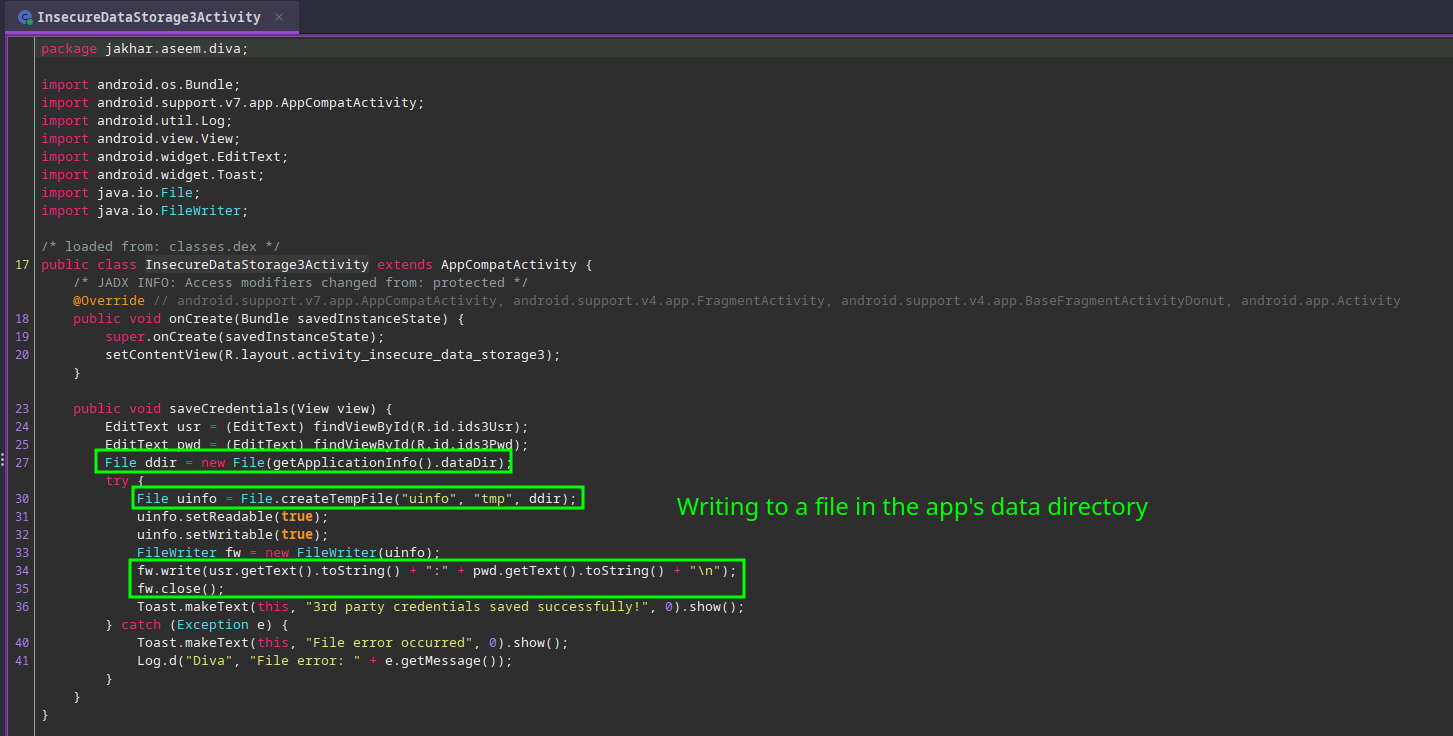 InsecureDataStorage3Activity ×
package jakhar.aseem.diva;
import android.os.Bundle;
import android.support.v7.app.AppCompatActivity;
import android.util.Log;
import android.view.View;
import android.widget.EditText;
import android.widget.Toast;
import java.io.File;
import java.io.FileWriter;
/* loaded from: classes.dex */
17 public class InsecureDataStorage3Activity extends AppCompatActivity {
/* JADX INFO: Access modifiers changed from: protected */
@Override // android.support.v7.app.AppCompatActivity, android.support.v4.app.FragmentActivity, android.support.v4.app.BaseFragmentActivityDonut, android.app.Activity
18 public void onCreate(Bundle savedInstanceState) {
19 super.onCreate(savedInstanceState);
20 setContentView(R.layout.activity_insecure_data_storage3);
}
23 public void saveCredentials(View view) {
24 EditText usr = (EditText) findViewById(R.id.ids3Usr);
25 EditText pwd = (EditText) findViewById(R.id.ids3Pwd);
27 File ddir = new File(getApplicationInfo().dataDir);
try {
30 File uinfo = File.createTempFile("uinfo", "tmp", ddir);
31 uinfo.setReadable(true);
32 uinfo.setWritable(true);
33 FileWriter fw = new FileWriter(uinfo);
34 fw.write(usr.getText().toString() + ":" + pwd.getText().toString() + "\n");
35 fw.close();
36 Toast.makeText(this, "3rd party credentials saved successfully!", 0).show();
} catch (Exception e) {
40 Toast.makeText(this, "File error occurred", 0).show();
41 Log.d("Diva", "File error: " + e.getMessage());
}
}
}
Writing to a file in the app's data directory